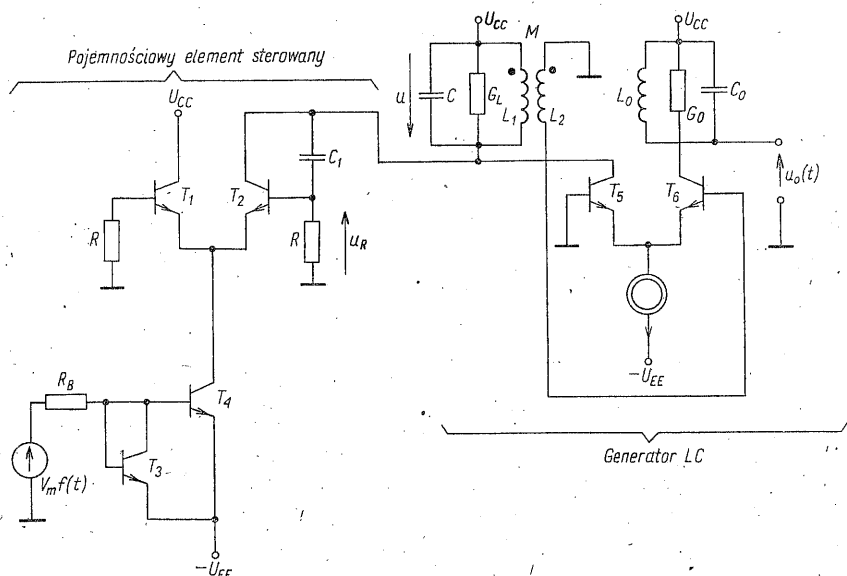 Pojemnościowy element sterowany
U_CC
T_1
R
T_2
C_1
R
u_R
R_B
V_m f(t)
T_3
T_4
-U_EE
U_CC
M
u
C
G_L
L_1
L_2
T_5
T_6
-U_EE
U_CC
L_0
G_0
C_0
u_o(t)
Generator LC